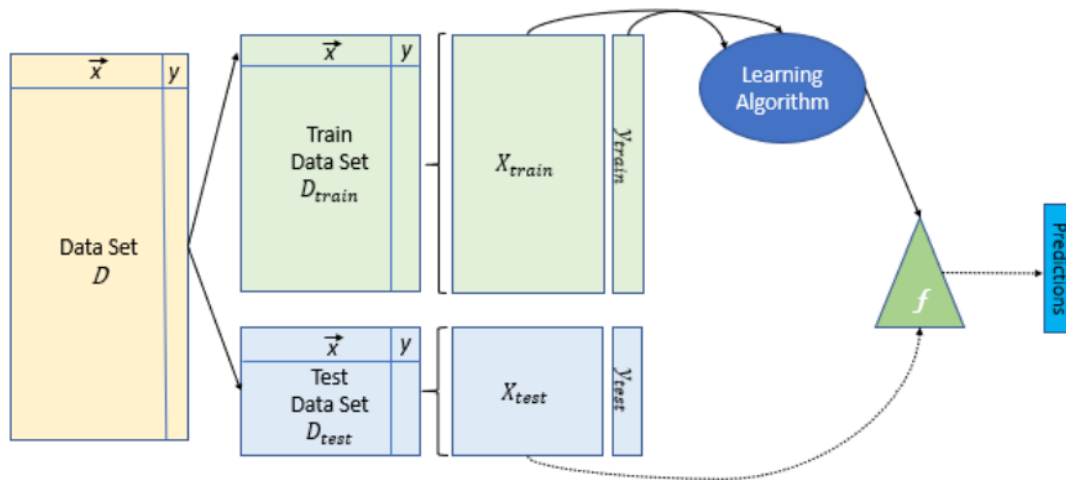 x⃗ y
Data Set
D
x⃗ y
Train
Data Set
D_train
X_train
y_train
Learning
Algorithm
f
Predictions
x⃗ y
Test
Data Set
D_test
X_test
y_test